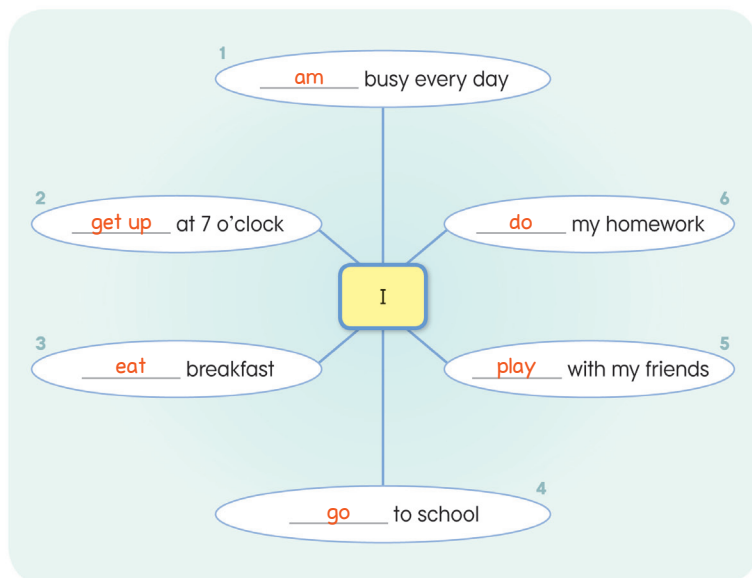 1
am busy every day
2
get up at 7 o'clock
3
eat breakfast
4
go to school
5
play with my friends
6
do my homework
I